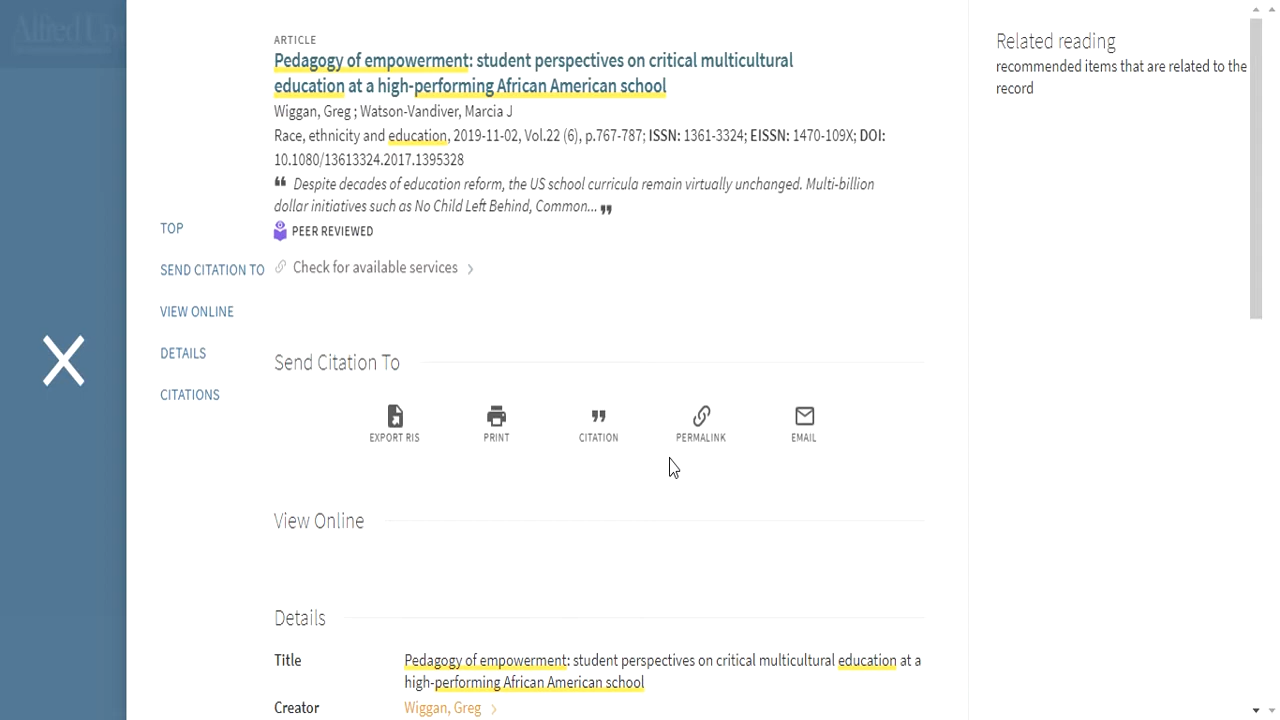 Alfred Un
ARTICLE
Pedagogy of empowerment: student perspectives on critical multicultural
education at a high-performing African American school
Wiggan, Greg ; Watson-Vandiver, Marcia J
Race, ethnicity and education, 2019-11-02, Vol.22 (6), p.767-787; ISSN: 1361-3324; EISSN: 1470-109X; DOI:
10.1080/13613324.2017.1395328
❝ Despite decades of education reform, the US school curricula remain virtually unchanged. Multi-billion
dollar initiatives such as No Child Left Behind, Common... ❞
PEER REVIEWED
Check for available services
TOP
SEND CITATION TO
VIEW ONLINE
DETAILS
CITATIONS
Send Citation To
EXPORT RIS
PRINT
CITATION
PERMALINK
EMAIL
View Online
Details
Title
Pedagogy of empowerment: student perspectives on critical multicultural education at a
high-performing African American school
Creator
Wiggan, Greg
Related reading
recommended items that are related to the
record